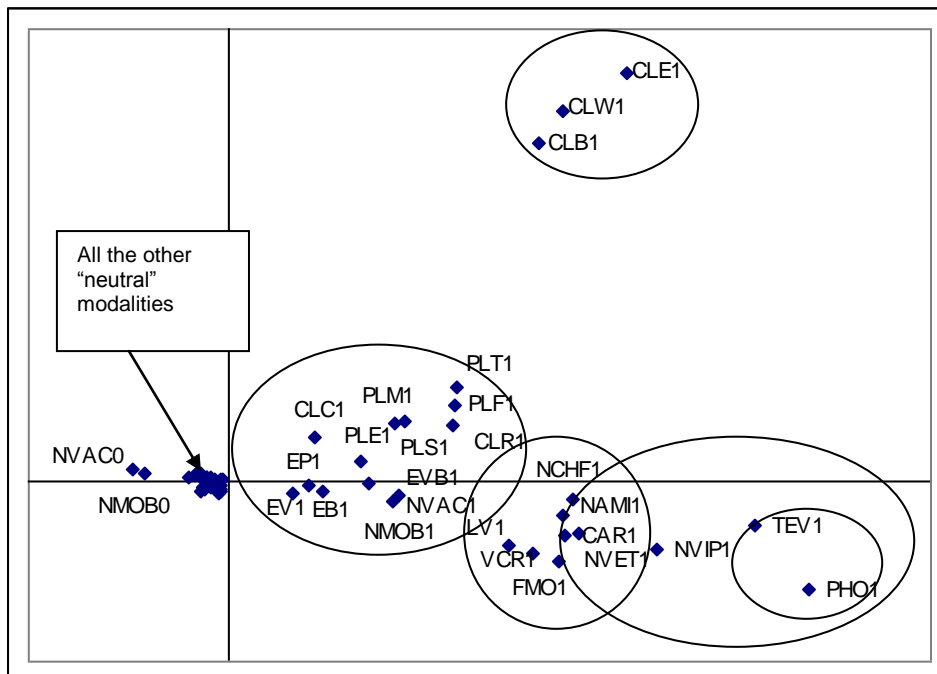 CLE1
CLW1
CLB1
All the other
“neutral”
modalities
PLT1
PLM1
PLF1
CLC1
PLE1
PLS1
CLR1
NVAC0
NCHF1
EP1
EVB1
NAMI1
NMOB0
EV1
EB1
NVAC1
TEV1
NMOB1
LV1
CAR1
VCR1
NVET1
NVIP1
FMO1
PHO1